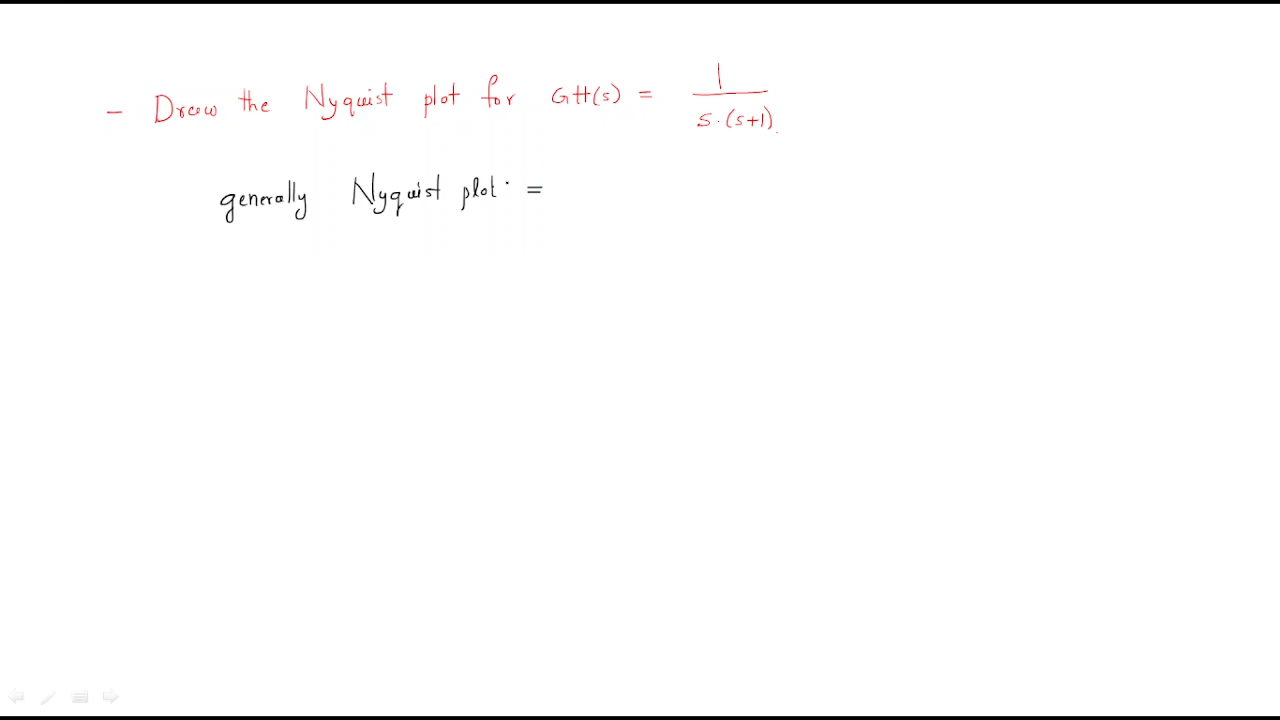 - Draw the Nyquist plot for GH(s) = 1 / s.(s+1).
generally Nyquist plot =